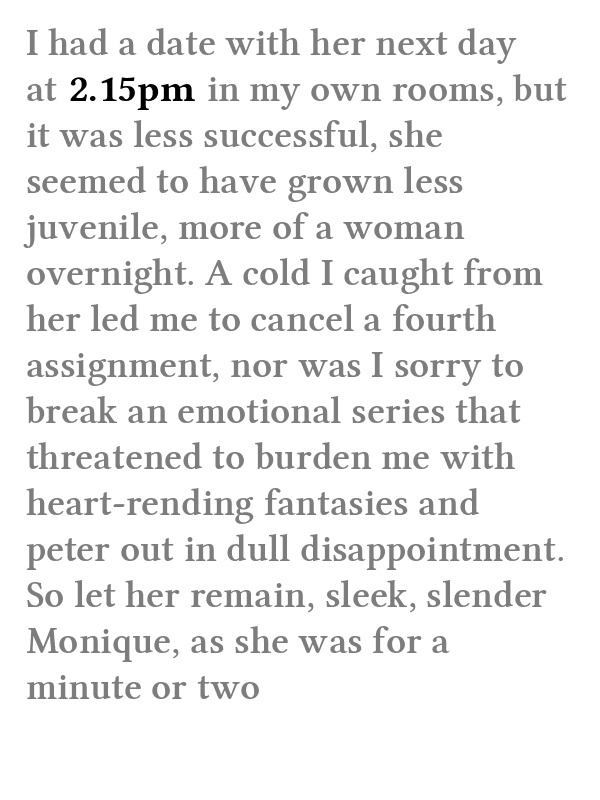 I had a date with her next day
at 2.15pm in my own rooms, but
it was less successful, she
seemed to have grown less
juvenile, more of a woman
overnight. A cold I caught from
her led me to cancel a fourth
assignment, nor was I sorry to
break an emotional series that
threatened to burden me with
heart-rending fantasies and
peter out in dull disappointment.
So let her remain, sleek, slender
Monique, as she was for a
minute or two